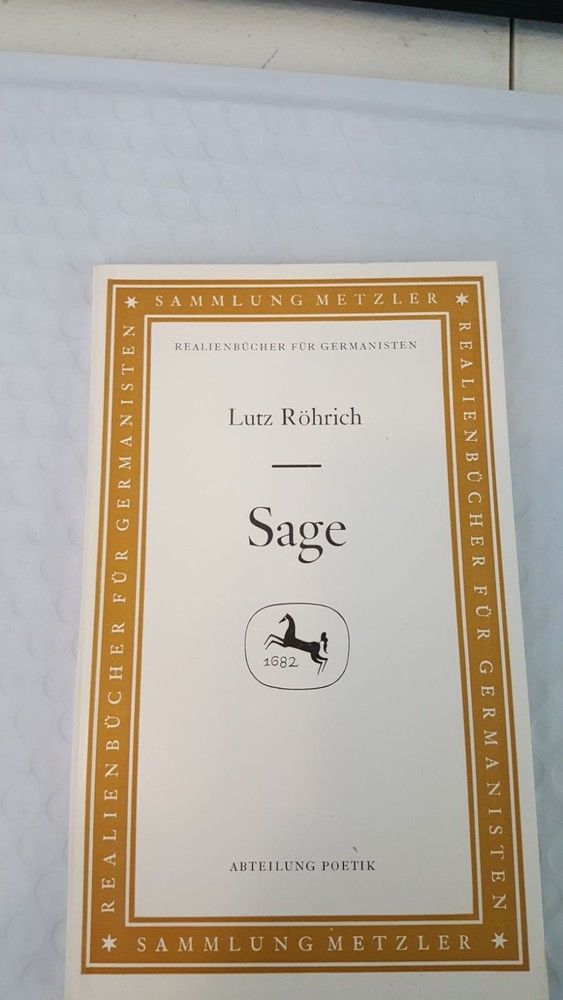 SAMMLUNG METZLER
REALIENBÜCHER FÜR GERMANISTEN
REALIENBÜCHER FÜR GERMANISTEN
REALIENBÜCHER FÜR GERMANISTEN
Lutz Röhrich
Sage
1682
ABTEILUNG POETIK
SAMMLUNG METZLER